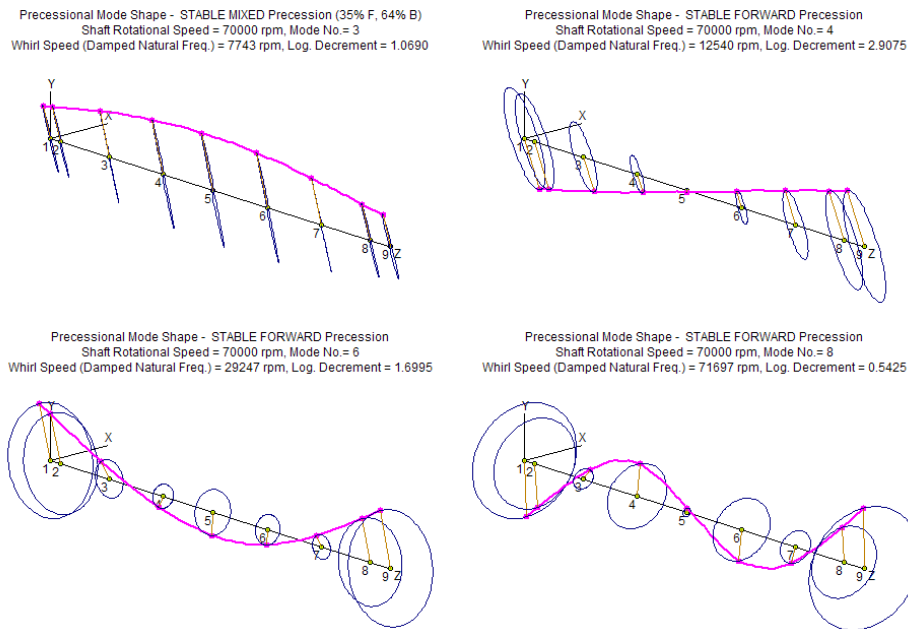 Precessional Mode Shape - STABLE MIXED Precession (35% F, 64% B)
Shaft Rotational Speed = 70000 rpm, Mode No.= 3
Whirl Speed (Damped Natural Freq.) = 7743 rpm, Log. Decrement = 1.0690
Y
X
1
2
3
4
5
6
7
8
9
Z
Precessional Mode Shape - STABLE FORWARD Precession
Shaft Rotational Speed = 70000 rpm, Mode No.= 4
Whirl Speed (Damped Natural Freq.) = 12540 rpm, Log. Decrement = 2.9075
Y
X
1
2
3
4
5
6
7
8
9
Z
Precessional Mode Shape - STABLE FORWARD Precession
Shaft Rotational Speed = 70000 rpm, Mode No.= 6
Whirl Speed (Damped Natural Freq.) = 29247 rpm, Log. Decrement = 1.6995
Y
X
1
2
3
4
5
6
7
8
9
Z
Precessional Mode Shape - STABLE FORWARD Precession
Shaft Rotational Speed = 70000 rpm, Mode No.= 8
Whirl Speed (Damped Natural Freq.) = 71697 rpm, Log. Decrement = 0.5425
Y
X
1
2
3
4
5
6
7
8
9
Z